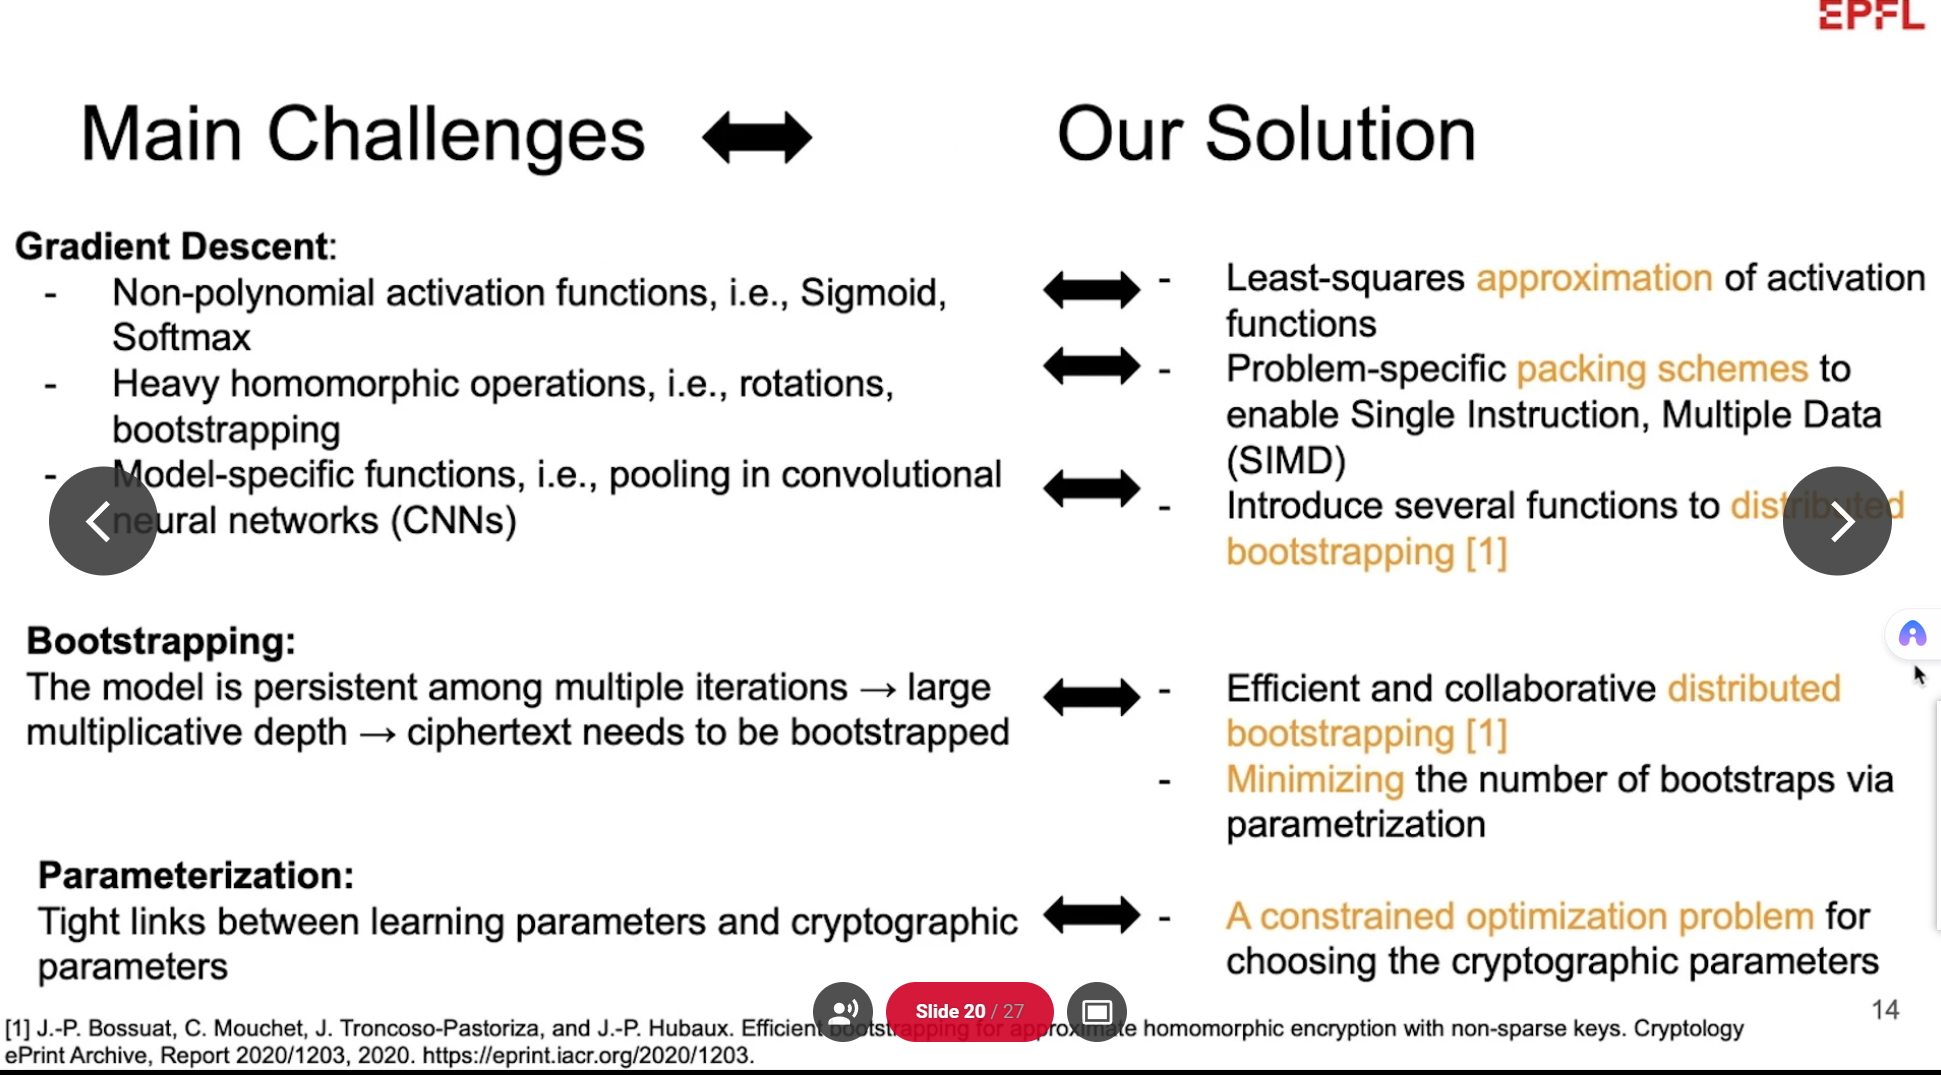 EPFL
Main Challenges
Our Solution
Gradient Descent:
- Non-polynomial activation functions, i.e., Sigmoid,
Softmax
- Heavy homomorphic operations, i.e., rotations,
bootstrapping
- Model-specific functions, i.e., pooling in convolutional
neural networks (CNNs)
- Least-squares approximation of activation
functions
- Problem-specific packing schemes to
enable Single Instruction, Multiple Data
(SIMD)
- Introduce several functions to distributed
bootstrapping [1]
Bootstrapping:
The model is persistent among multiple iterations → large
multiplicative depth → ciphertext needs to be bootstrapped
- Efficient and collaborative distributed
bootstrapping [1]
- Minimizing the number of bootstraps via
parametrization
Parameterization:
Tight links between learning parameters and cryptographic
parameters
- A constrained optimization problem for
choosing the cryptographic parameters
14
Slide 20 / 27
[1] J.-P. Bossuat, C. Mouchet, J. Troncoso-Pastoriza, and J.-P. Hubaux. Efficient bootstrapping for approximate homomorphic encryption with non-sparse keys. Cryptology
ePrint Archive, Report 2020/1203, 2020. https://eprint.iacr.org/2020/1203.